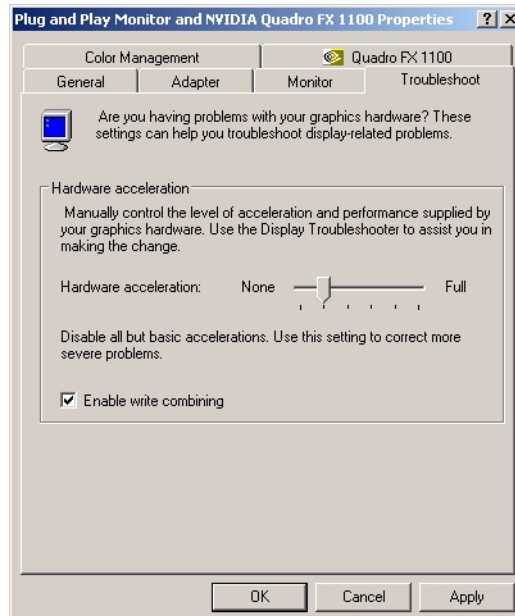 Plug and Play Monitor and NVIDIA Quadro FX 1100 Properties
Color Management
Quadro FX 1100
General
Adapter
Monitor
Troubleshoot
Are you having problems with your graphics hardware? These
settings can help you troubleshoot display-related problems.
Hardware acceleration
Manually control the level of acceleration and performance supplied by
your graphics hardware. Use the Display Troubleshooter to assist you in
making the change.
Hardware acceleration: None Full
Disable all but basic accelerations. Use this setting to correct more
severe problems.
Enable write combining
OK
Cancel
Apply